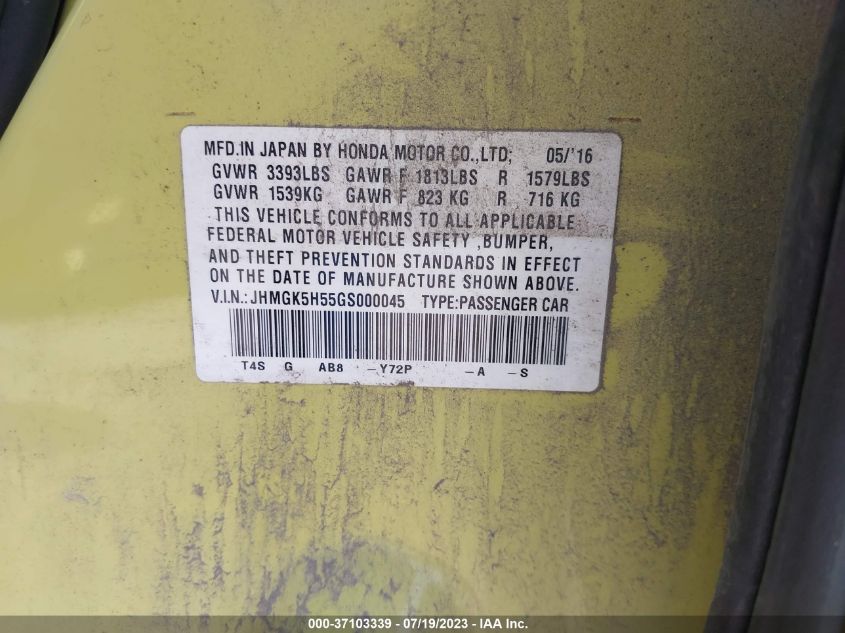 MFD.IN JAPAN BY HONDA MOTOR CO.,LTD; 05/'16
GVWR 3393LBS GAWR F 1813LBS R 1579LBS
GVWR 1539KG GAWR F 823 KG R 716 KG
THIS VEHICLE CONFORMS TO ALL APPLICABLE
FEDERAL MOTOR VEHICLE SAFETY ,BUMPER,
AND THEFT PREVENTION STANDARDS IN EFFECT
ON THE DATE OF MANUFACTURE SHOWN ABOVE.
V.I.N.:JHMGK5H55GS000045 TYPE:PASSENGER CAR
T4S G AB8 -Y72P -A -S
000-37103339 - 07/19/2023 - IAA Inc.